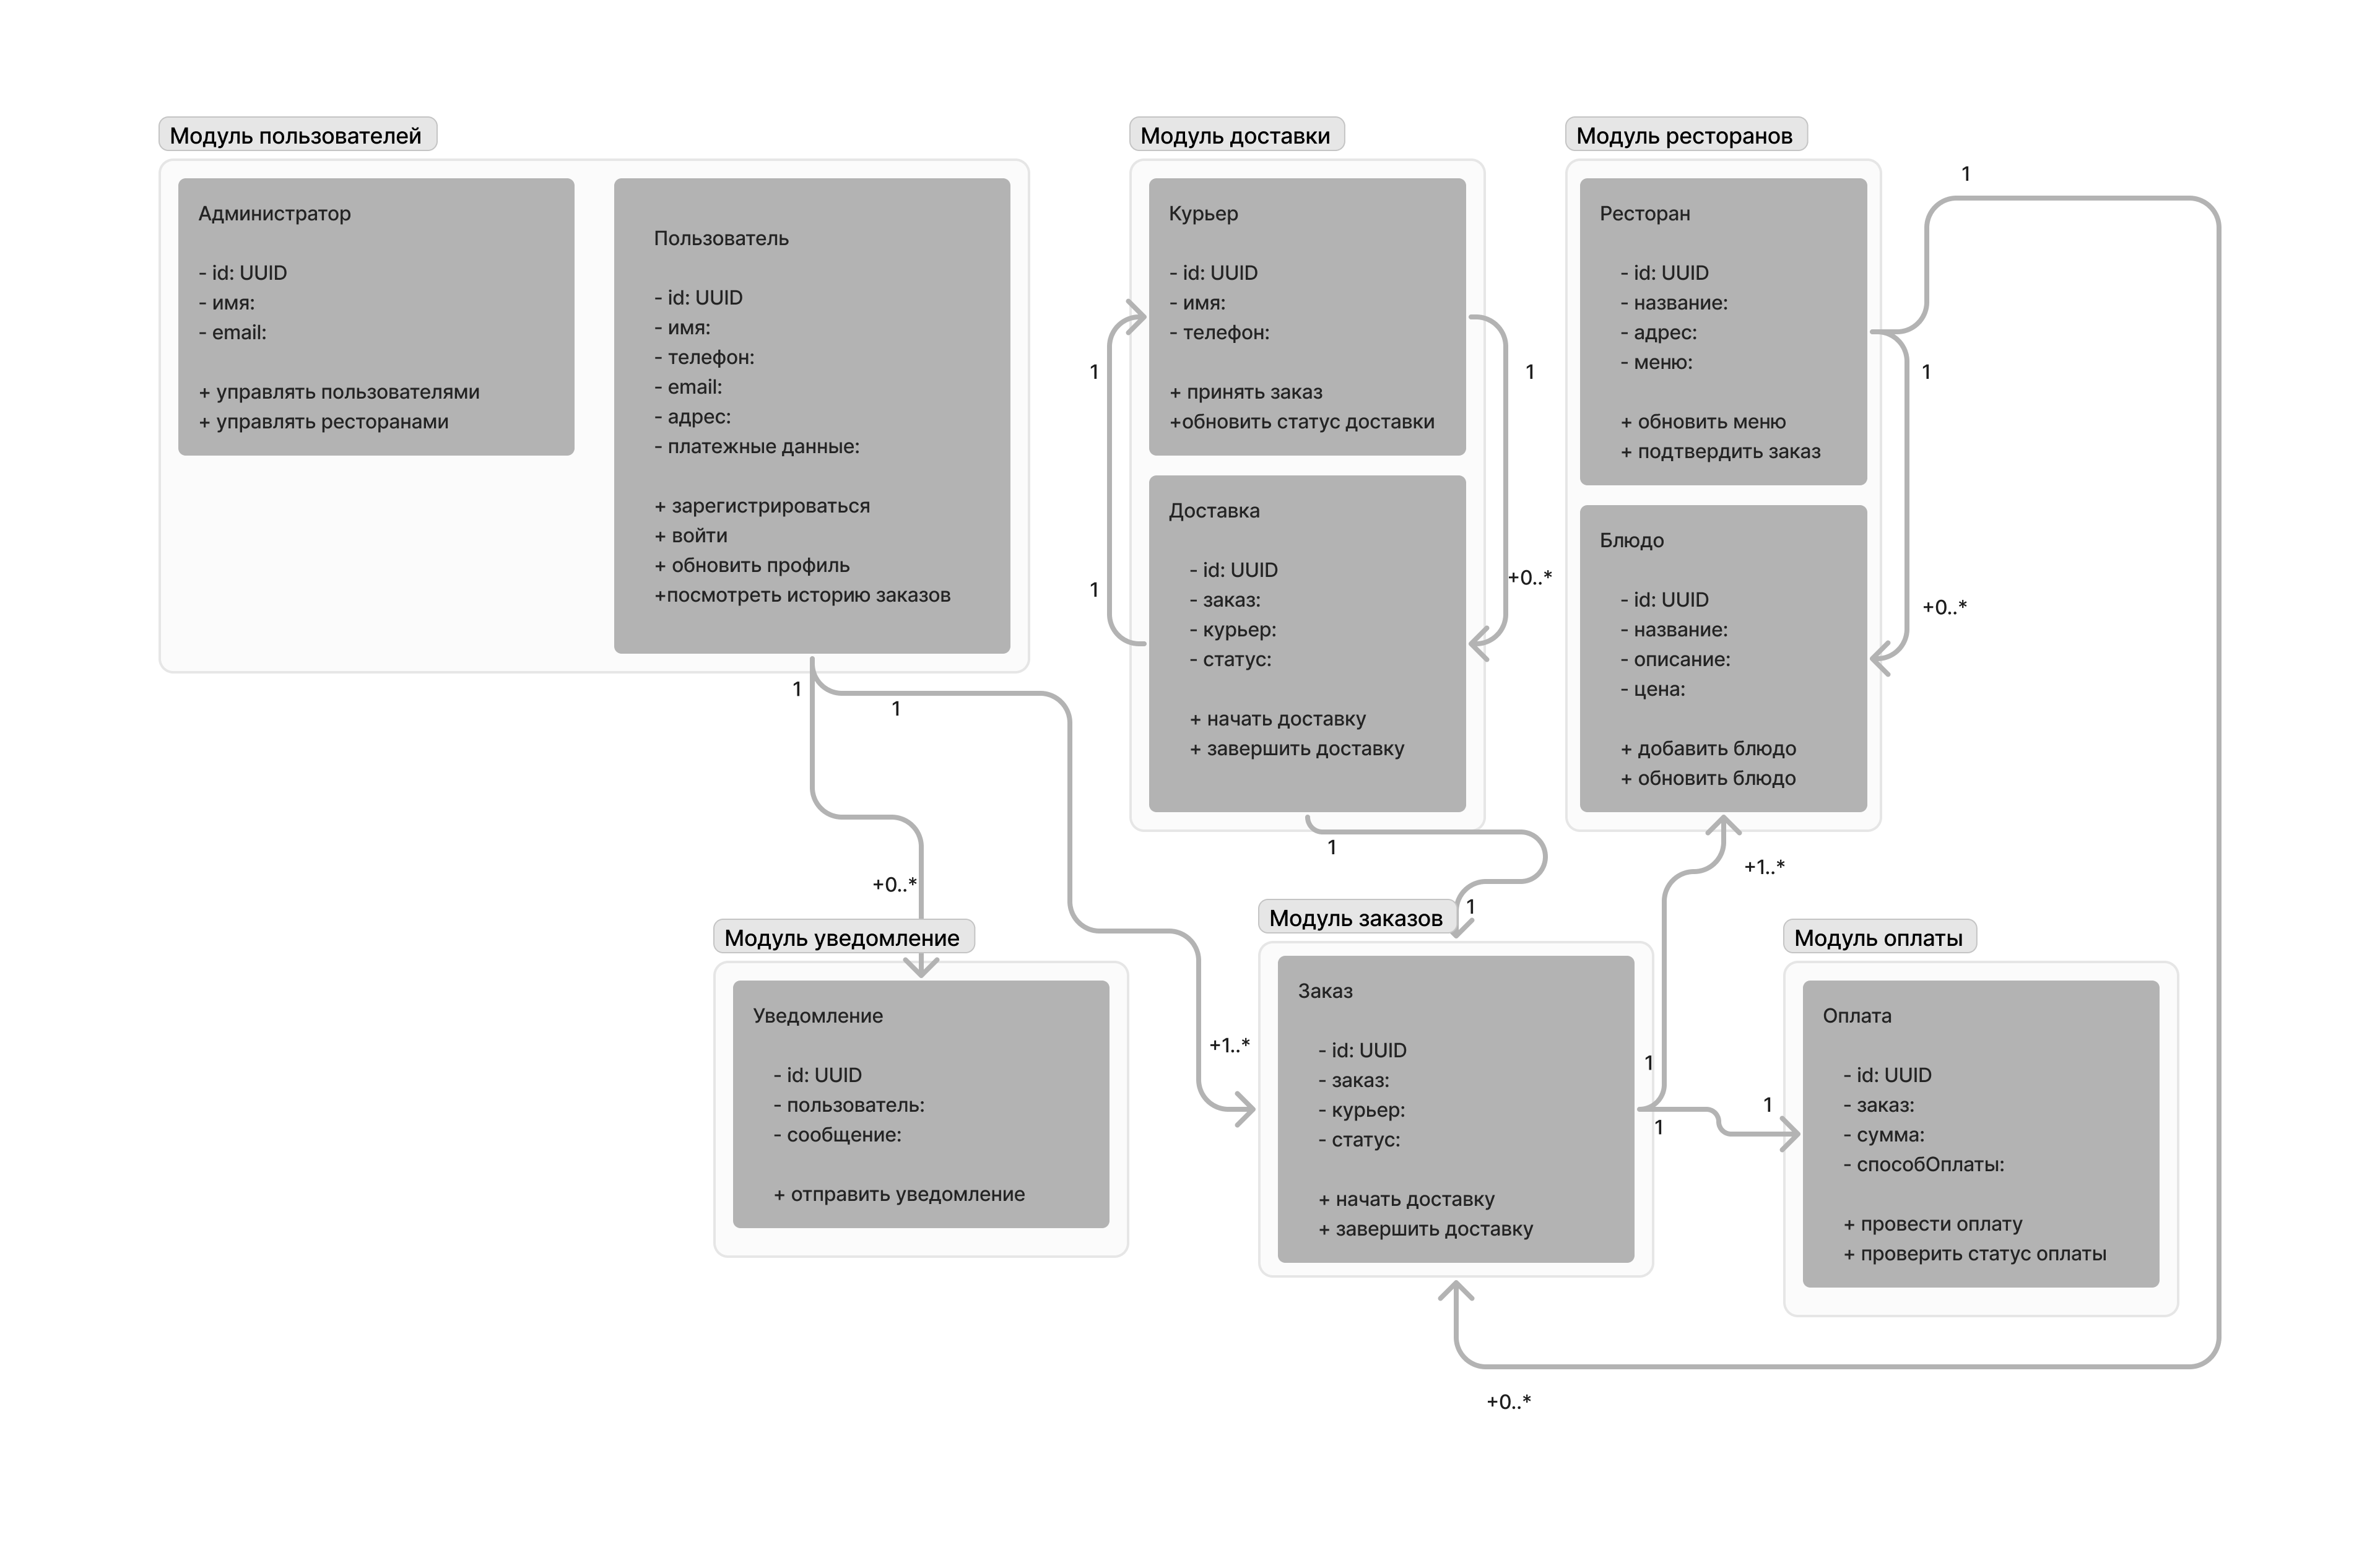 Модуль пользователей
Администратор
- id: UUID
- имя:
- email:
+ управлять пользователями
+ управлять ресторанами
Пользователь
- id: UUID
- имя:
- телефон:
- email:
- адрес:
- платежные данные:
+ зарегистрироваться
+ войти
+ обновить профиль
+посмотреть историю заказов
Модуль доставки
Курьер
- id: UUID
- имя:
- телефон:
+ принять заказ
+обновить статус доставки
1
1
1
+0..*
Доставка
- id: UUID
- заказ:
- курьер:
- статус:
+ начать доставку
+ завершить доставку
Модуль ресторанов
Ресторан
- id: UUID
- название:
- адрес:
- меню:
+ обновить меню
+ подтвердить заказ
1
1
+0..*
Блюдо
- id: UUID
- название:
- описание:
- цена:
+ добавить блюдо
+ обновить блюдо
1
1
1
+1..*
+0..*
1
Модуль уведомление
Уведомление
- id: UUID
- пользователь:
- сообщение:
+ отправить уведомление
+1..*
Модуль заказов
Заказ
- id: UUID
- заказ:
- курьер:
- статус:
+ начать доставку
+ завершить доставку
1
1
1
Модуль оплаты
Оплата
- id: UUID
- заказ:
- сумма:
- способОплаты:
+ провести оплату
+ проверить статус оплаты
+0..*